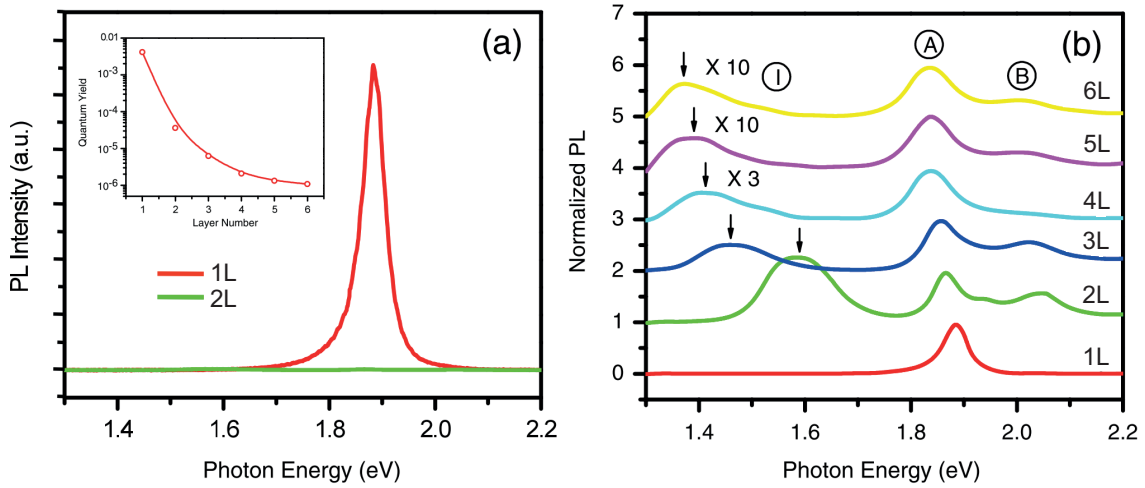 (a)
0.01
10⁻³
10⁻⁴
10⁻⁵
10⁻⁶
Quantum Yield
1 2 3 4 5 6
Layer Number
PL Intensity (a.u.)
1L
2L
1.4 1.6 1.8 2.0 2.2
Photon Energy (eV)
(b)
7
6
5
4
3
2
1
0
Normalized PL
A
B
I
X 10
6L
X 10
5L
X 3
4L
3L
2L
1L
1.4 1.6 1.8 2.0 2.2
Photon Energy (eV)